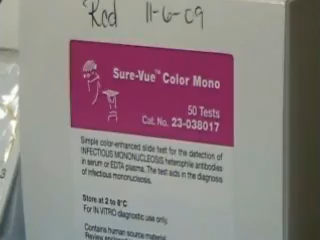 Red 11-6-09
Sure-Vue™ Color Mono
50 Tests
Cat. No. 23-038017
Simple color-enhanced slide test for the detection of
INFECTIOUS MONONUCLEOSIS heterophile antibodies
in serum or EDTA plasma. The test aids in the diagnosis
of infectious mononucleosis.
Store at 2 to 8°C
For IN VITRO diagnostic use only.
Contains human source material.
3